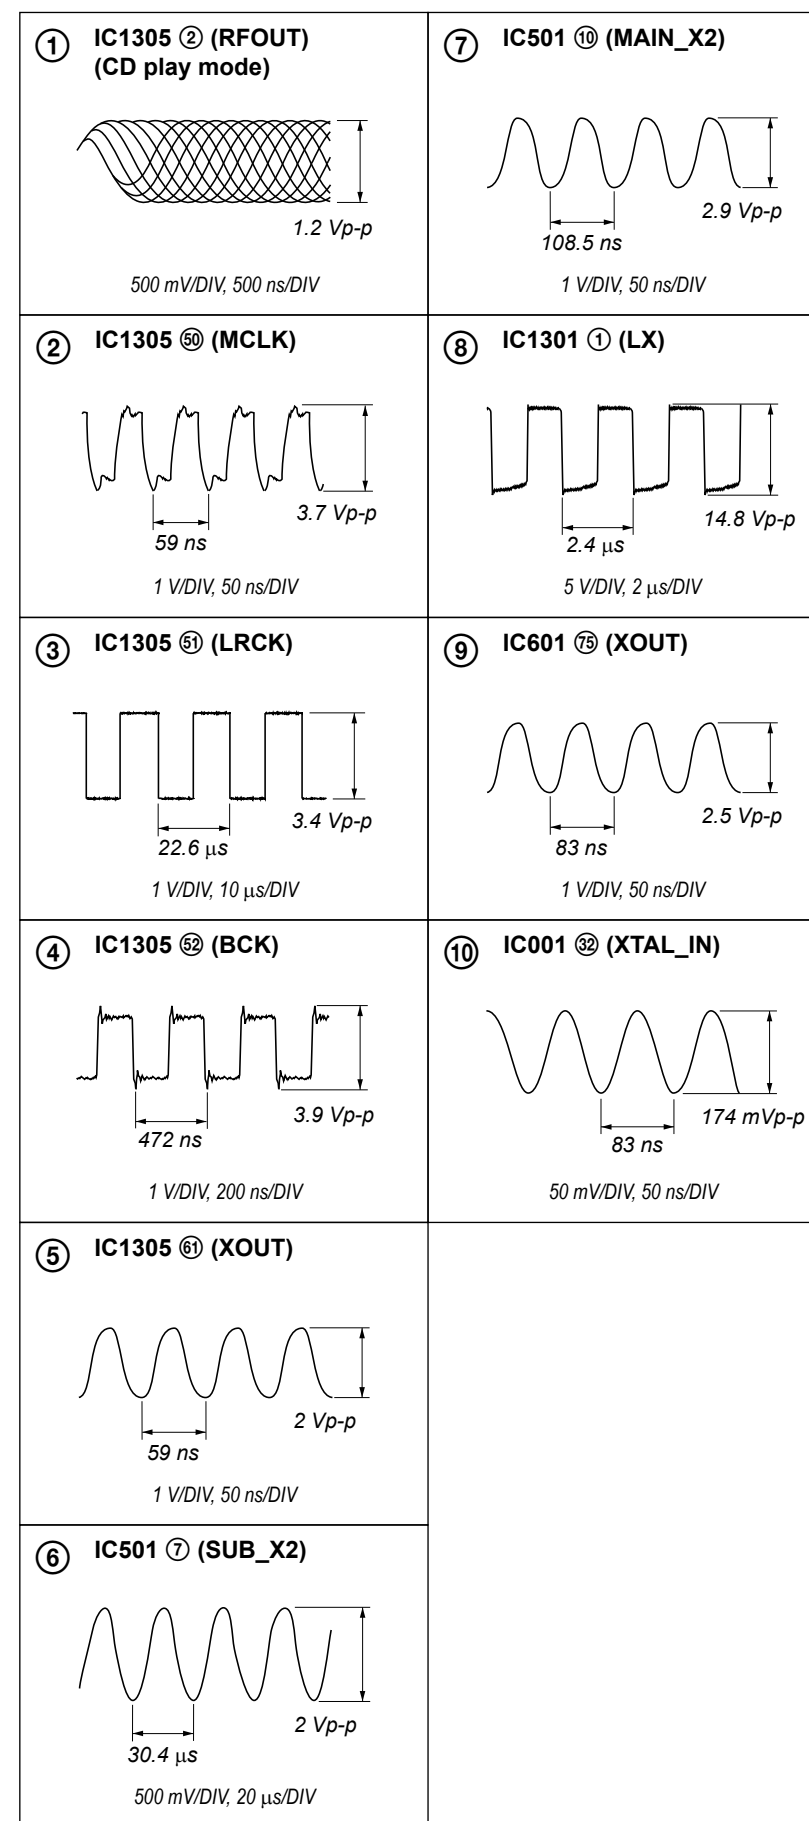 ① IC1305 ② (RFOUT)
(CD play mode)
1.2 Vp-p
500 mV/DIV, 500 ns/DIV
② IC1305 ㊿ (MCLK)
3.7 Vp-p
59 ns
1 V/DIV, 50 ns/DIV
③ IC1305 51 (LRCK)
3.4 Vp-p
22.6 μs
1 V/DIV, 10 μs/DIV
④ IC1305 52 (BCK)
3.9 Vp-p
472 ns
1 V/DIV, 200 ns/DIV
⑤ IC1305 61 (XOUT)
2 Vp-p
59 ns
1 V/DIV, 50 ns/DIV
⑥ IC501 ⑦ (SUB_X2)
2 Vp-p
30.4 μs
500 mV/DIV, 20 μs/DIV
⑦ IC501 ⑩ (MAIN_X2)
2.9 Vp-p
108.5 ns
1 V/DIV, 50 ns/DIV
⑧ IC1301 ① (LX)
14.8 Vp-p
2.4 μs
5 V/DIV, 2 μs/DIV
⑨ IC601 75 (XOUT)
2.5 Vp-p
83 ns
1 V/DIV, 50 ns/DIV
⑩ IC001 ㉜ (XTAL_IN)
174 mVp-p
83 ns
50 mV/DIV, 50 ns/DIV